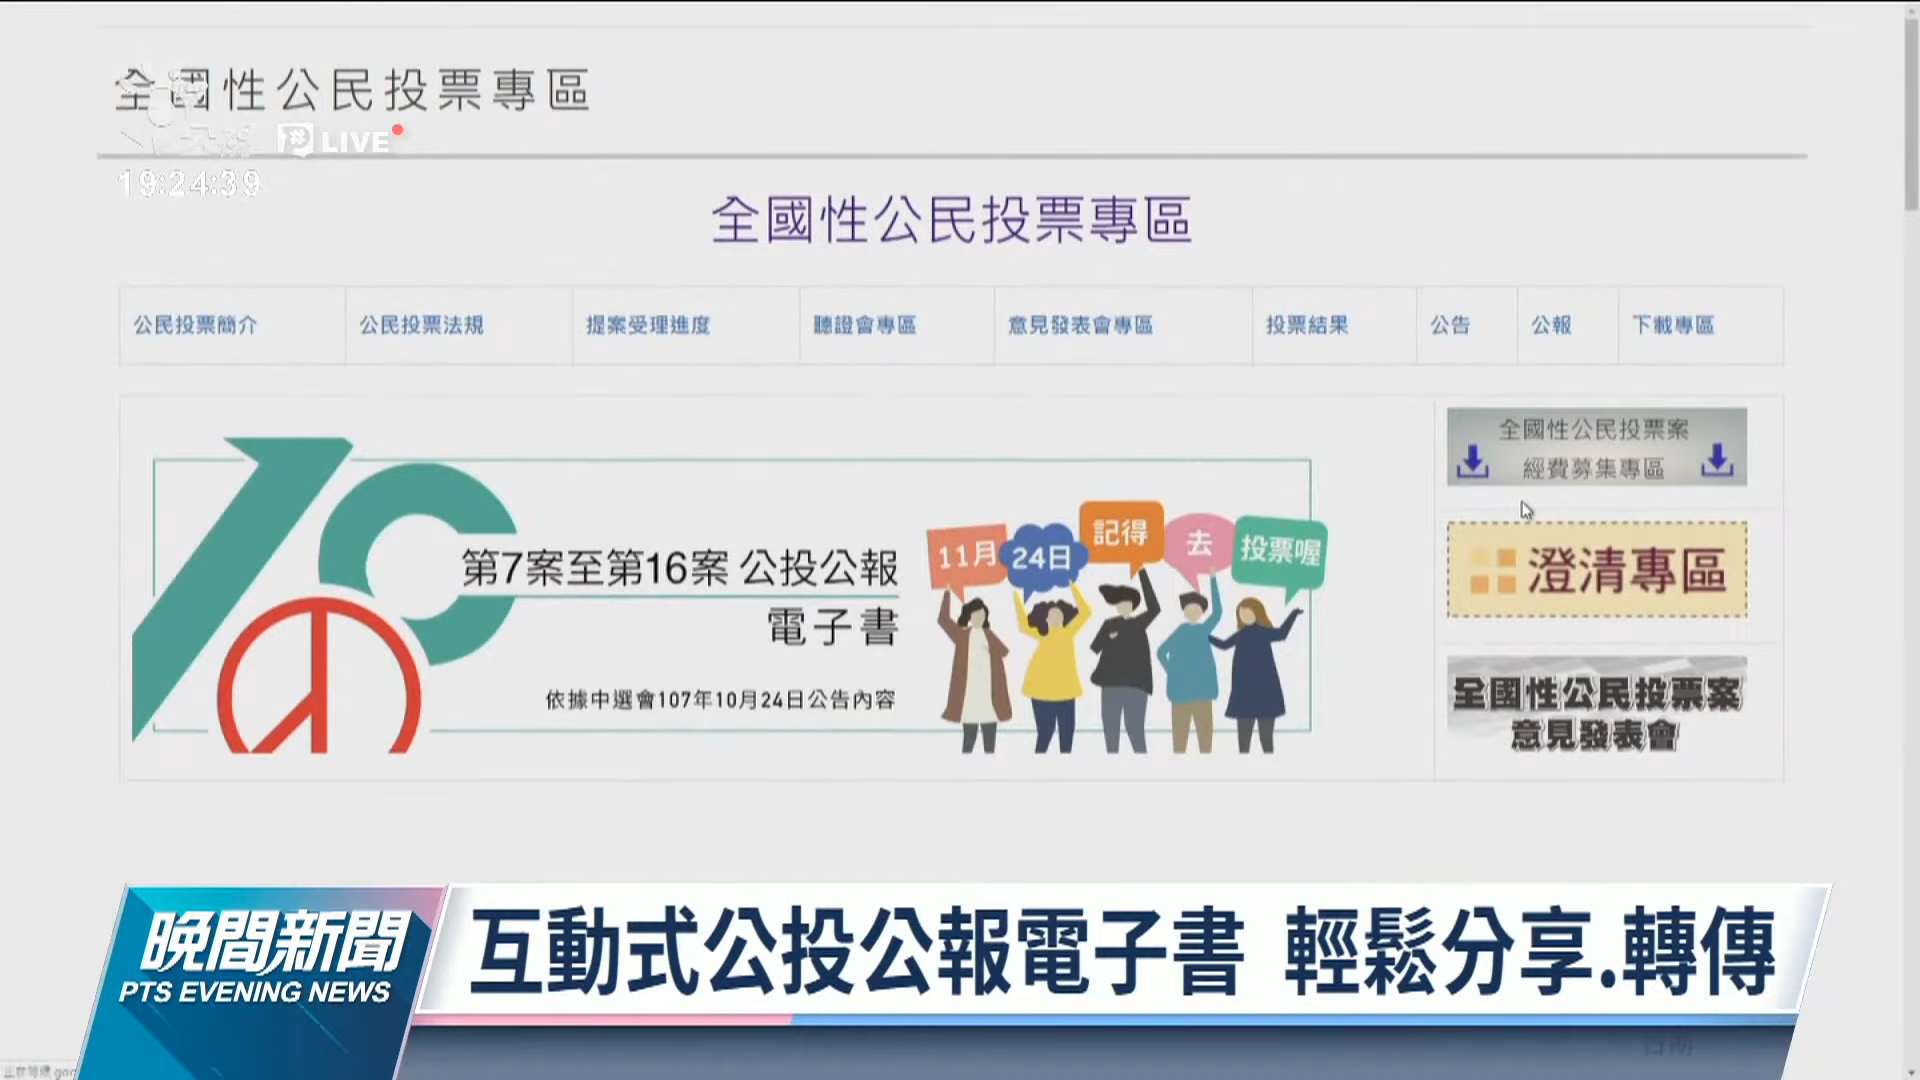 全國性公民投票專區
LIVE
19:24:39
全國性公民投票專區
公民投票簡介
公民投票法規
提案受理進度
聽證會專區
意見發表會專區
投票結果
公告
公報
下載專區
第7案至第16案 公投公報
電子書
依據中選會107年10月24日公告內容
11月
24日
記得
去
投票喔
全國性公民投票案
經費募集專區
澄清專區
全國性公民投票案
意見發表會
晚間新聞
PTS EVENING NEWS
互動式公投公報電子書 輕鬆分享.轉傳